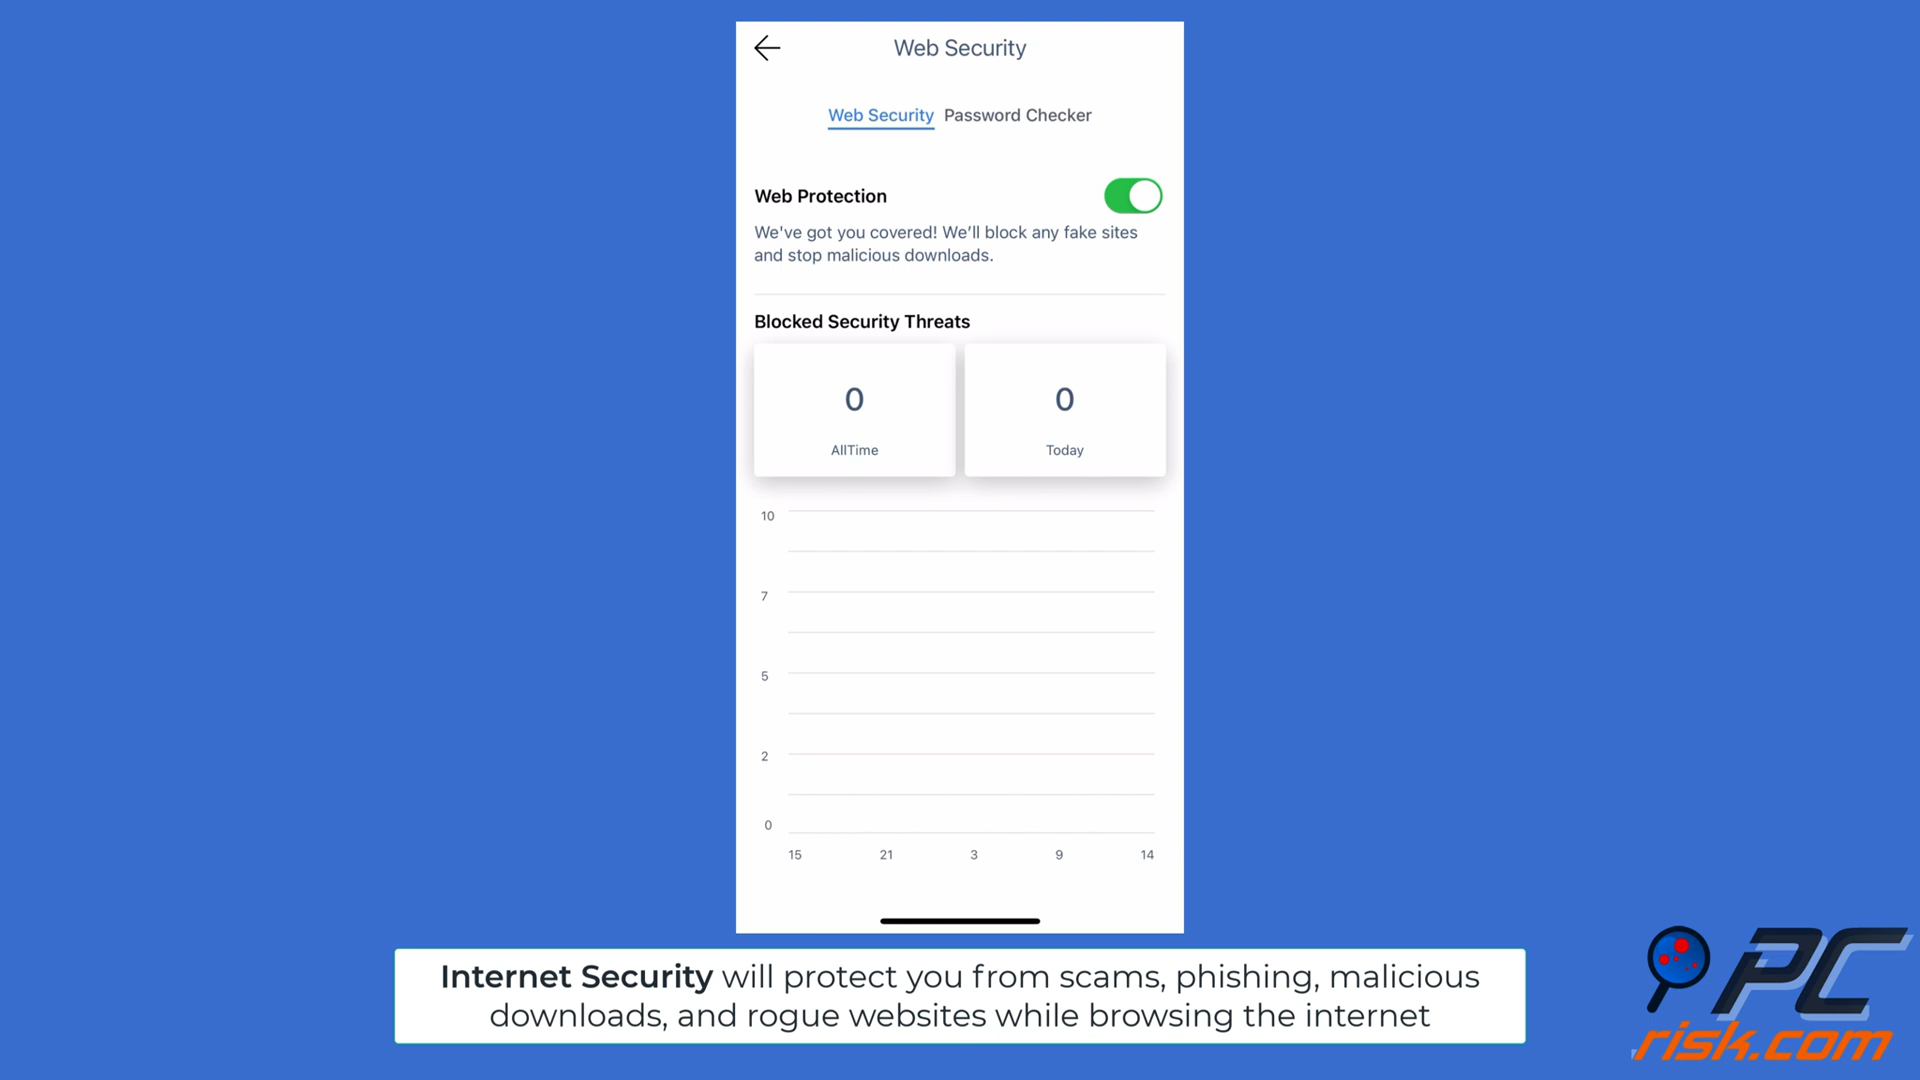 Web Security
Web Security Password Checker
Web Protection
We've got you covered! We’ll block any fake sites
and stop malicious downloads.
Blocked Security Threats
0 0
AllTime Today
10
7
5
2
0
15 21 3 9 14
Internet Security will protect you from scams, phishing, malicious
downloads, and rogue websites while browsing the internet
PC
risk.com